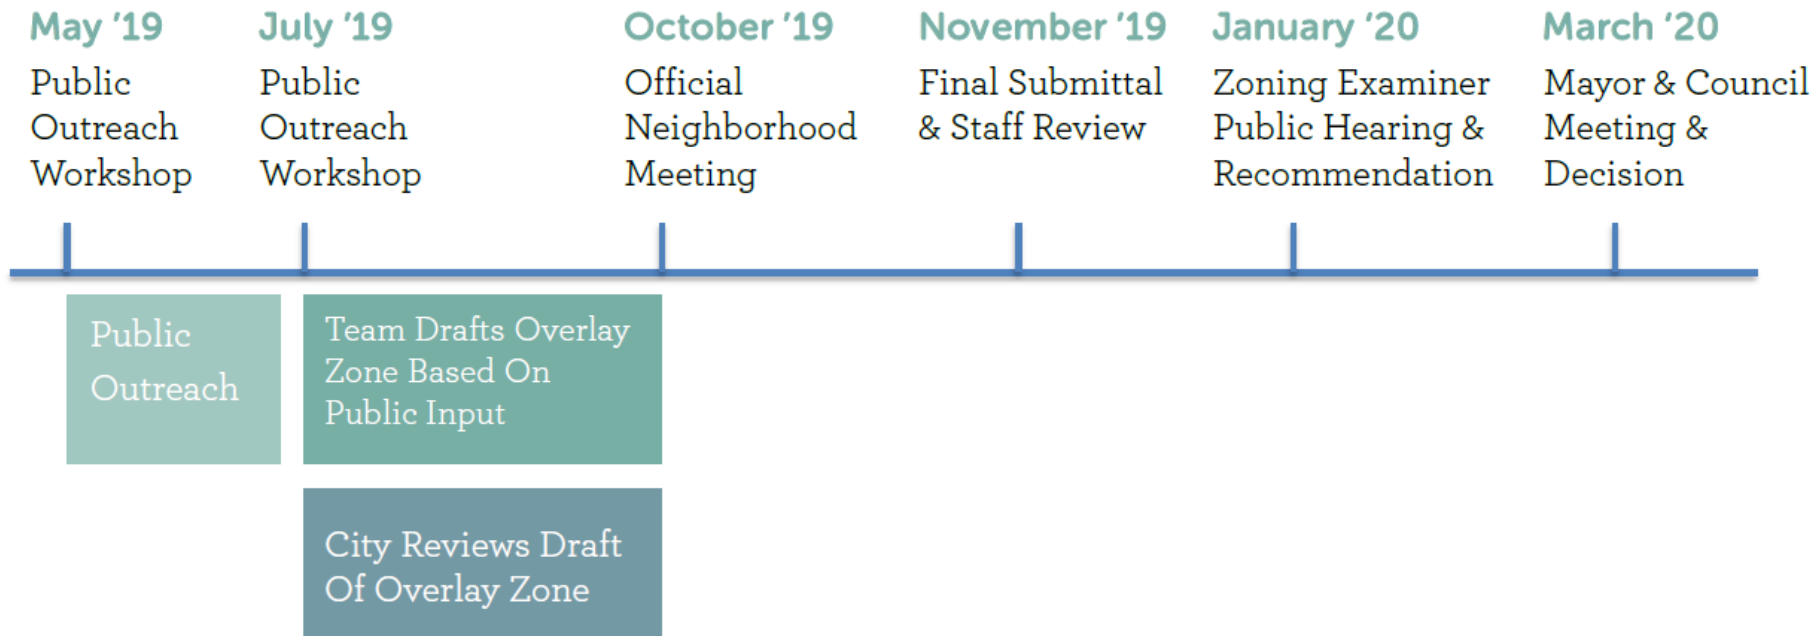 May '19
Public
Outreach
Workshop
July '19
Public
Outreach
Workshop
October '19
Official
Neighborhood
Meeting
November '19
Final Submittal
& Staff Review
January '20
Zoning Examiner
Public Hearing &
Recommendation
March '20
Mayor & Council
Meeting &
Decision
Public
Outreach
Team Drafts Overlay
Zone Based On
Public Input
City Reviews Draft
Of Overlay Zone